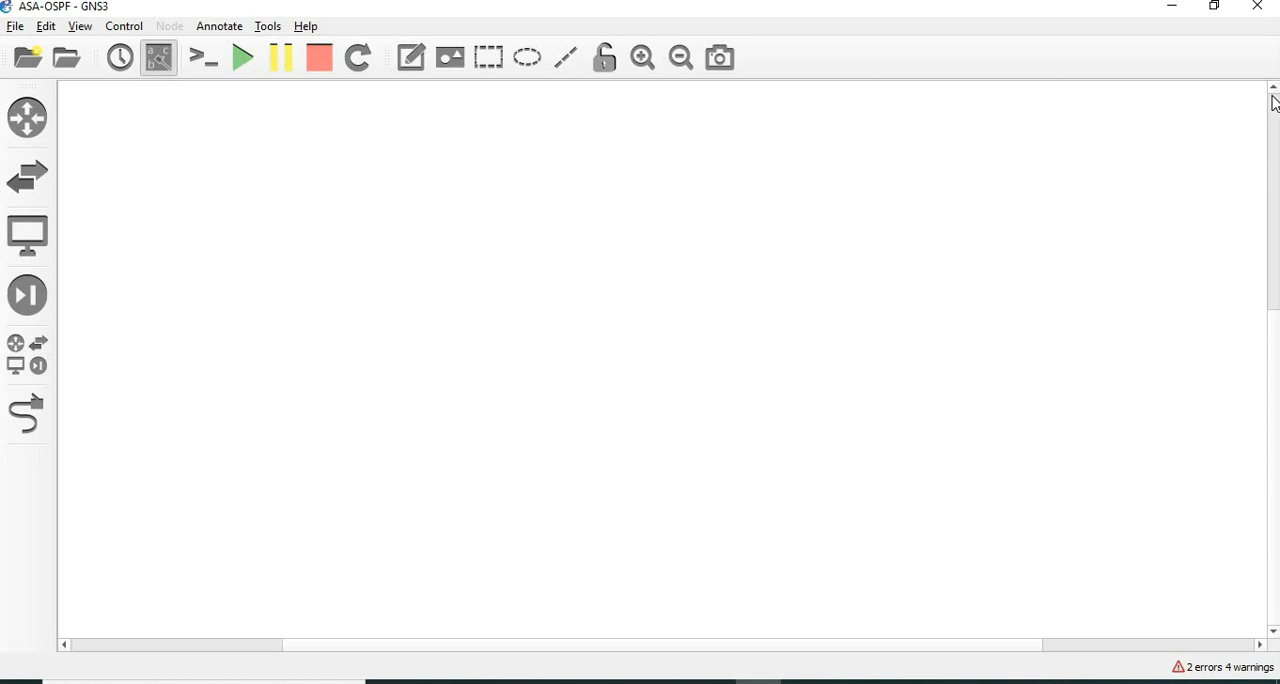 ASA-OSPF - GNS3
File Edit View Control Node Annotate Tools Help
2 errors 4 warnings